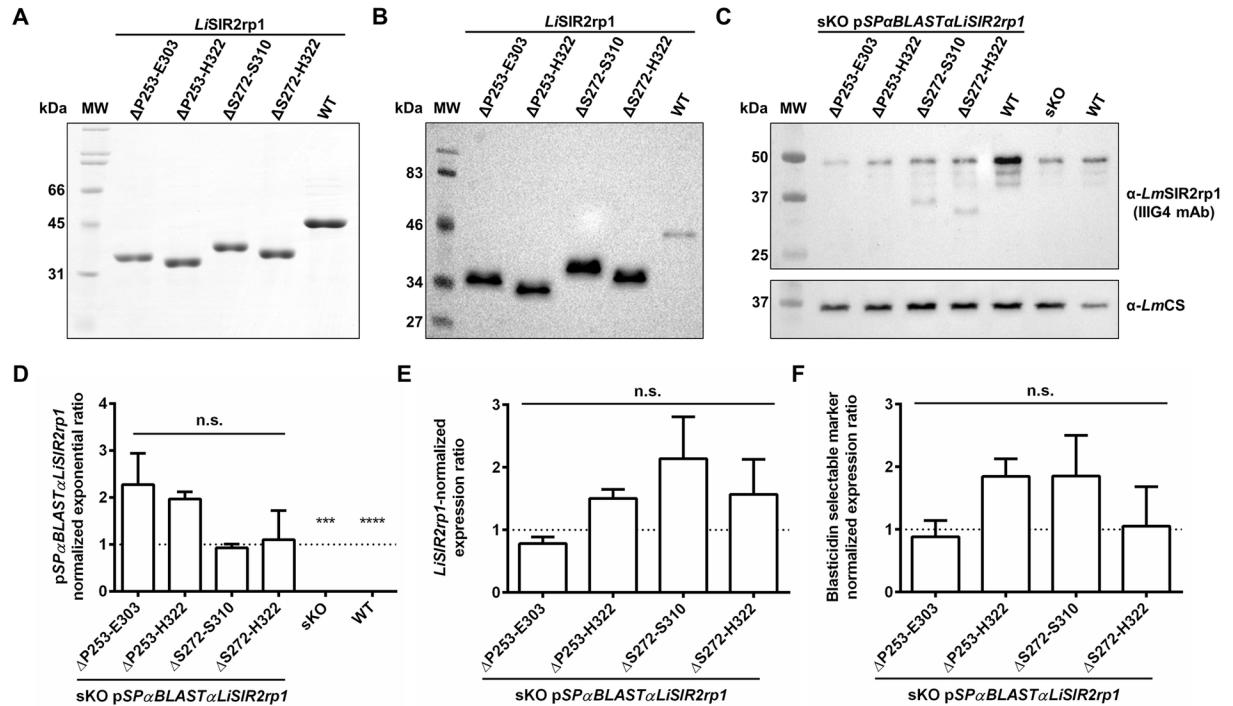 A
LiSIR2rp1
kDa MW ΔP253-E303 ΔP253-H322 ΔS272-S310 ΔS272-H322 WT
66
45
31
B
LiSIR2rp1
kDa MW ΔP253-E303 ΔP253-H322 ΔS272-S310 ΔS272-H322 WT
83
46
34
27
C
sKO pSPαBLASTαLiSIR2rp1
kDa MW ΔP253-E303 ΔP253-H322 ΔS272-S310 ΔS272-H322 WT sKO WT
50
37
25
α-LmSIR2rp1
(IIIG4 mAb)
37
α-LmCS
D
pSPαBLASTαLiSIR2rp1
normalized exponential ratio
4
3
2
1
0
n.s.
*** ****
ΔP253-E303 ΔP253-H322 ΔS272-S310 ΔS272-H322 sKO WT
sKO pSPαBLASTαLiSIR2rp1
E
LiSIR2rp1-normalized
expression ratio
3
2
1
0
n.s.
ΔP253-E303 ΔP253-H322 ΔS272-S310 ΔS272-H322
sKO pSPαBLASTαLiSIR2rp1
F
Blasticidin selectable marker
normalized expression ratio
3
2
1
0
n.s.
ΔP253-E303 ΔP253-H322 ΔS272-S310 ΔS272-H322
sKO pSPαBLASTαLiSIR2rp1